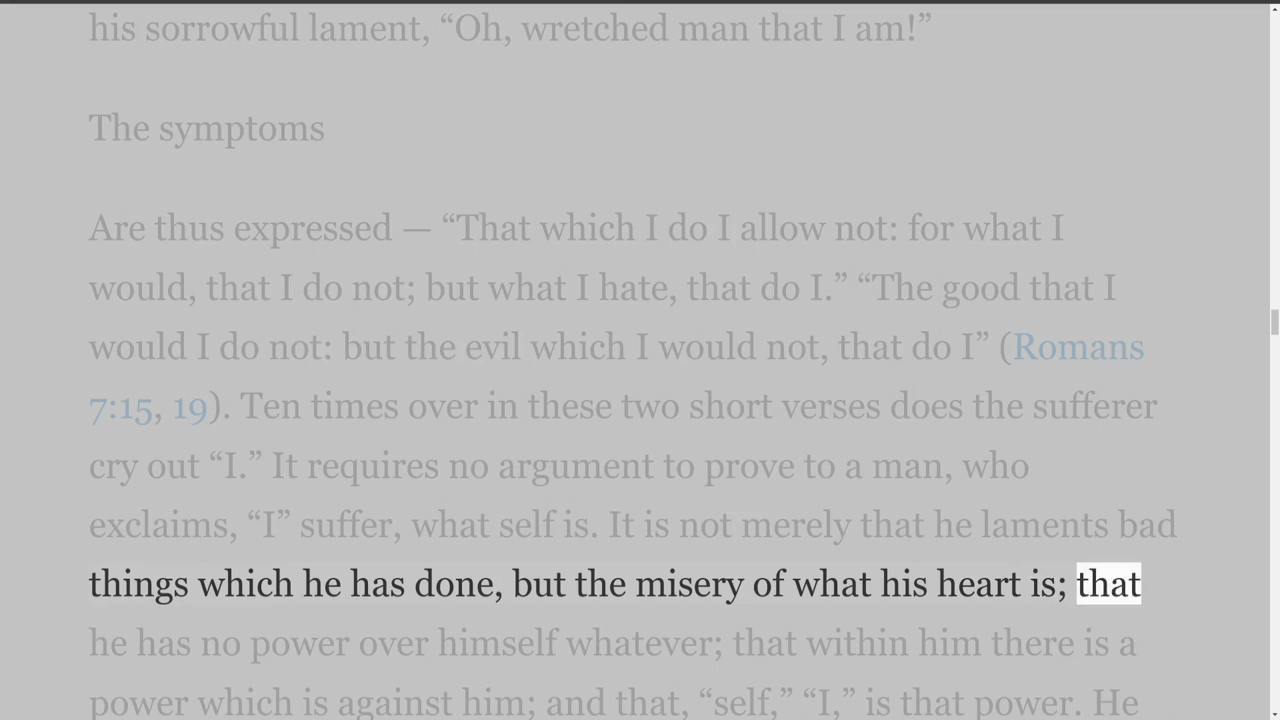 his sorrowful lament, “Oh, wretched man that I am!”
The symptoms
Are thus expressed — “That which I do I allow not: for what I
would, that I do not; but what I hate, that do I.” “The good that I
would I do not: but the evil which I would not, that do I” (Romans
7:15, 19). Ten times over in these two short verses does the sufferer
cry out “I.” It requires no argument to prove to a man, who
exclaims, “I” suffer, what self is. It is not merely that he laments bad
things which he has done, but the misery of what his heart is; that
he has no power over himself whatever; that within him there is a
power which is against him; and that, “self,” “I,” is that power. He